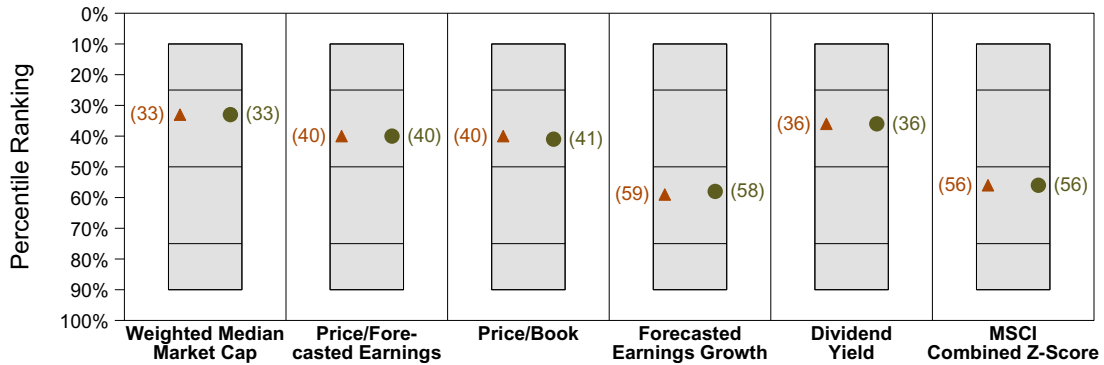 Percentile Ranking
0%
10%
20%
30%
40%
50%
60%
70%
80%
90%
100%
(33) (33)
(40) (40)
(40) (41)
(59) (58)
(36) (36)
(56) (56)
Weighted Median
Market Cap
Price/Fore-
casted Earnings
Price/Book
Forecasted
Earnings Growth
Dividend
Yield
MSCI
Combined Z-Score